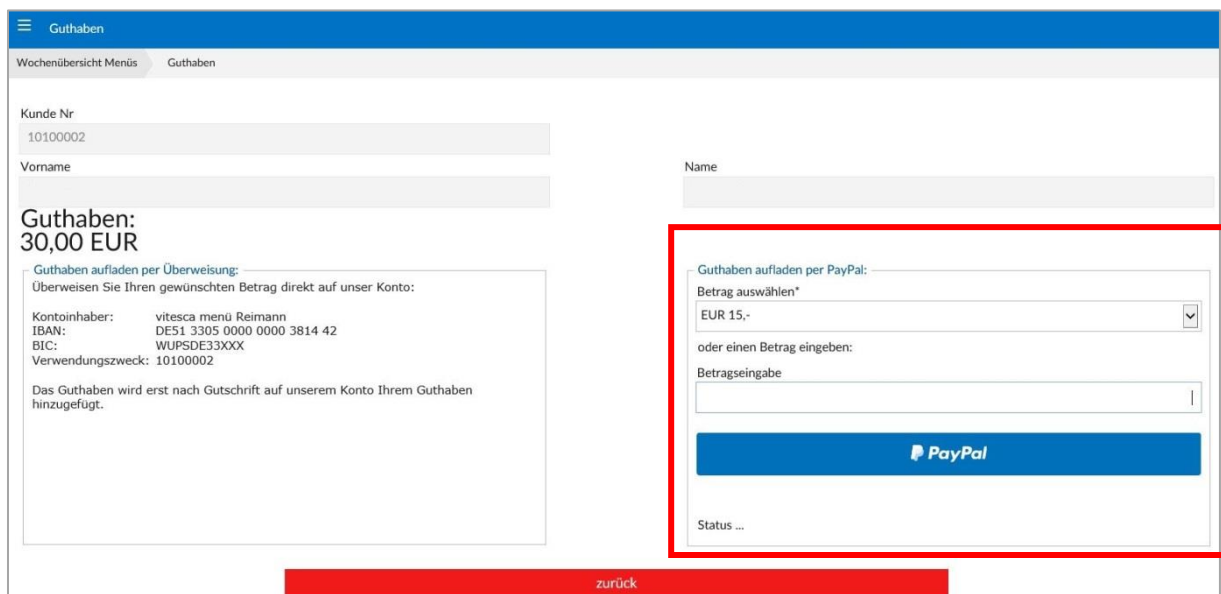 Guthaben
Wochenübersicht Menüs Guthaben
Kunde Nr
10100002
Vorname
Name
Guthaben:
30,00 EUR
Guthaben aufladen per Überweisung:
Überweisen Sie Ihren gewünschten Betrag direkt auf unser Konto:
Kontoinhaber: vitesca menü Reimann
IBAN: DE51 3305 0000 0000 3814 42
BIC: WUPSDE33XXX
Verwendungszweck: 10100002
Das Guthaben wird erst nach Gutschrift auf unserem Konto Ihrem Guthaben
hinzugefügt.
Guthaben aufladen per PayPal:
Betrag auswählen*
EUR 15,-
oder einen Betrag eingeben:
Betragseingabe
PayPal
Status ...
zurück